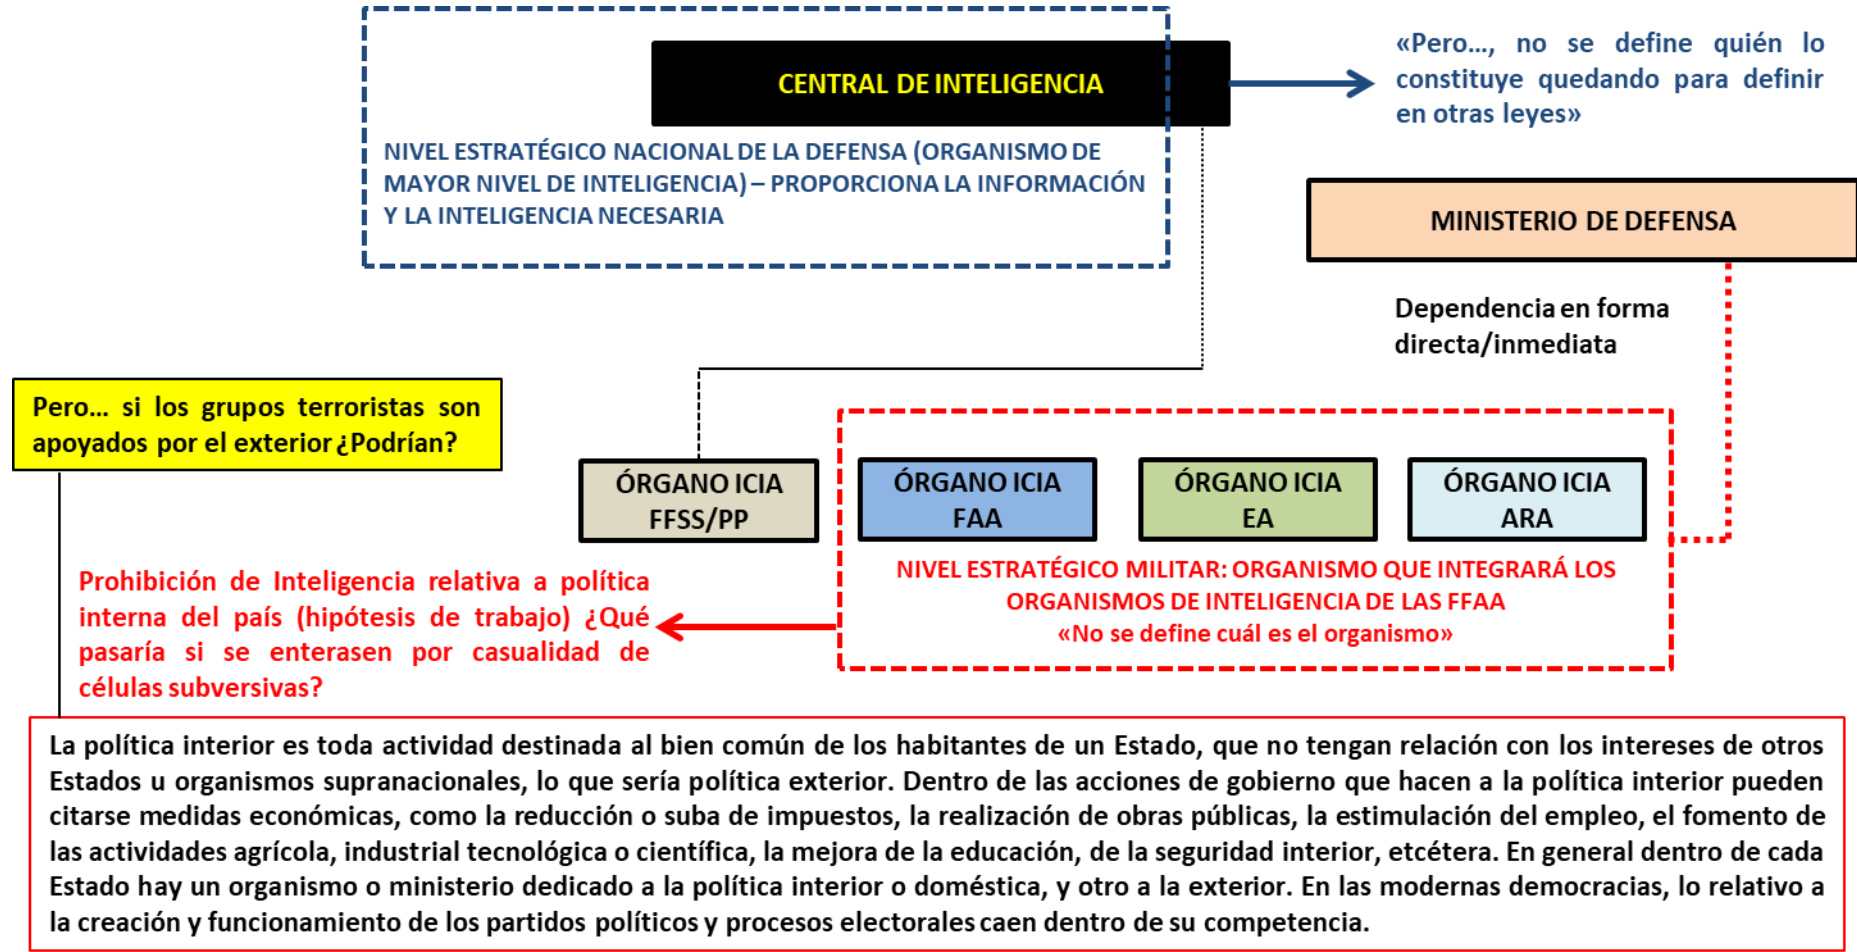 CENTRAL DE INTELIGENCIA
«Pero…, no se define quién lo
constituye quedando para definir
en otras leyes»
NIVEL ESTRATÉGICO NACIONAL DE LA DEFENSA (ORGANISMO DE
MAYOR NIVEL DE INTELIGENCIA) – PROPORCIONA LA INFORMACIÓN
Y LA INTELIGENCIA NECESARIA
MINISTERIO DE DEFENSA
Dependencia en forma
directa/inmediata
Pero… si los grupos terroristas son
apoyados por el exterior ¿Podrían?
ÓRGANO ICIA
FFSS/PP
ÓRGANO ICIA
FAA
ÓRGANO ICIA
EA
ÓRGANO ICIA
ARA
NIVEL ESTRATÉGICO MILITAR: ORGANISMO QUE INTEGRARÁ LOS
ORGANISMOS DE INTELIGENCIA DE LAS FFAA
«No se define cuál es el organismo»
Prohibición de Inteligencia relativa a política
interna del país (hipótesis de trabajo) ¿Qué
pasaría si se enterasen por casualidad de
células subversivas?
La política interior es toda actividad destinada al bien común de los habitantes de un Estado, que no tengan relación con los intereses de otros
Estados u organismos supranacionales, lo que sería política exterior. Dentro de las acciones de gobierno que hacen a la política interior pueden
citarse medidas económicas, como la reducción o suba de impuestos, la realización de obras públicas, la estimulación del empleo, el fomento de
las actividades agrícola, industrial tecnológica o científica, la mejora de la educación, de la seguridad interior, etcétera. En general dentro de cada
Estado hay un organismo o ministerio dedicado a la política interior o doméstica, y otro a la exterior. En las modernas democracias, lo relativo a
la creación y funcionamiento de los partidos políticos y procesos electorales caen dentro de su competencia.